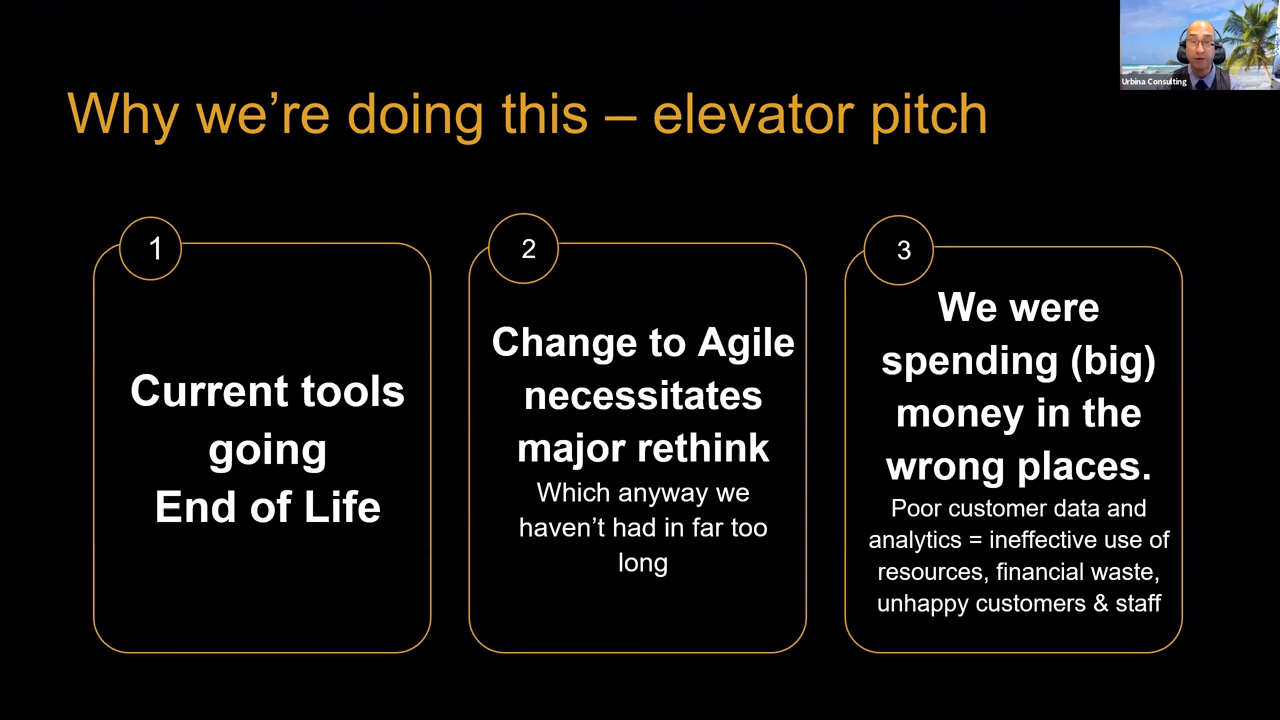 Urbina Consulting
Why we’re doing this – elevator pitch
1
Current tools
going
End of Life
2
Change to Agile
necessitates
major rethink
Which anyway we
haven’t had in far too
long
3
We were
spending (big)
money in the
wrong places.
Poor customer data and
analytics = ineffective use of
resources, financial waste,
unhappy customers & staff